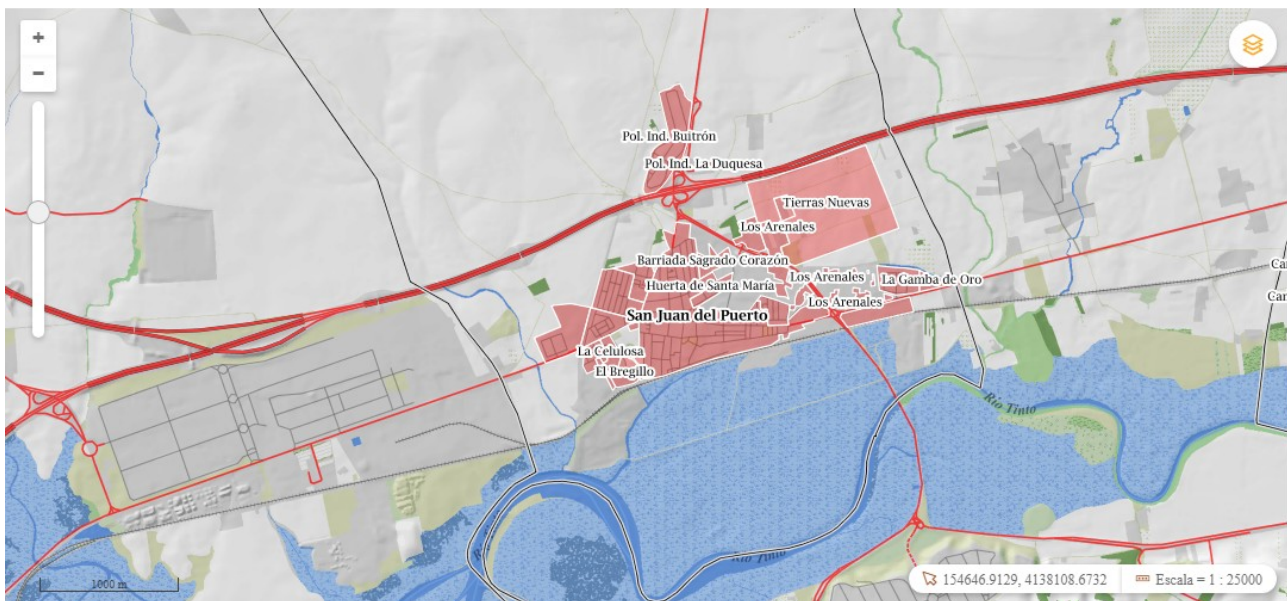 +
−
Pol. Ind. Buitrón
Pol. Ind. La Duquesa
Tierras Nuevas
Los Arenales
Barriada Sagrado Corazón
Los Arenales
La Gamba de Oro
Huerta de Santa María
Los Arenales
San Juan del Puerto
La Celulosa
El Bregillo
Río Tinto
Río Tinto
1000 m
154646.9129, 4138108.6732
Escala = 1 : 25000